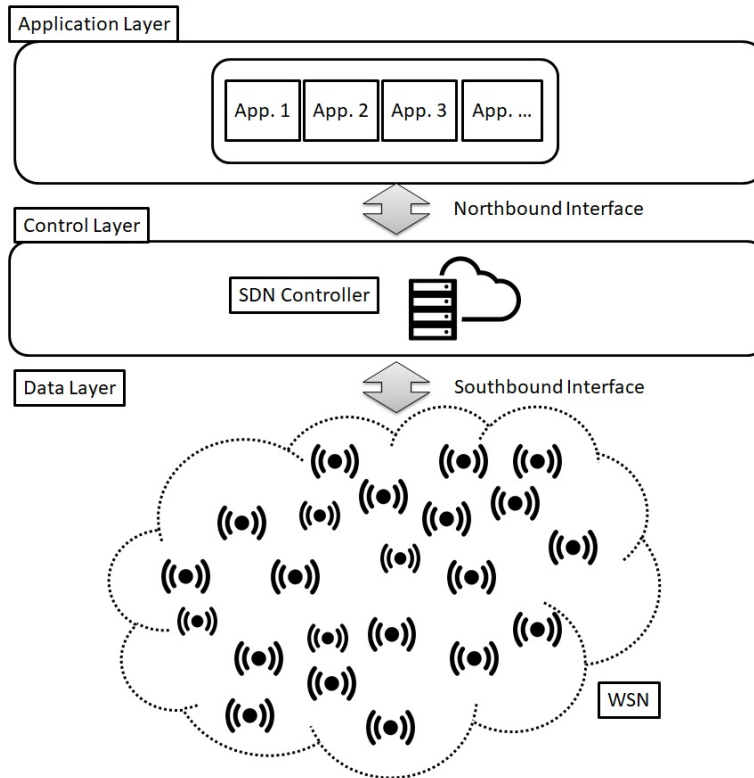 Application Layer
App. 1 App. 2 App. 3 App. ...
Northbound Interface
Control Layer
SDN Controller
Data Layer
Southbound Interface
WSN